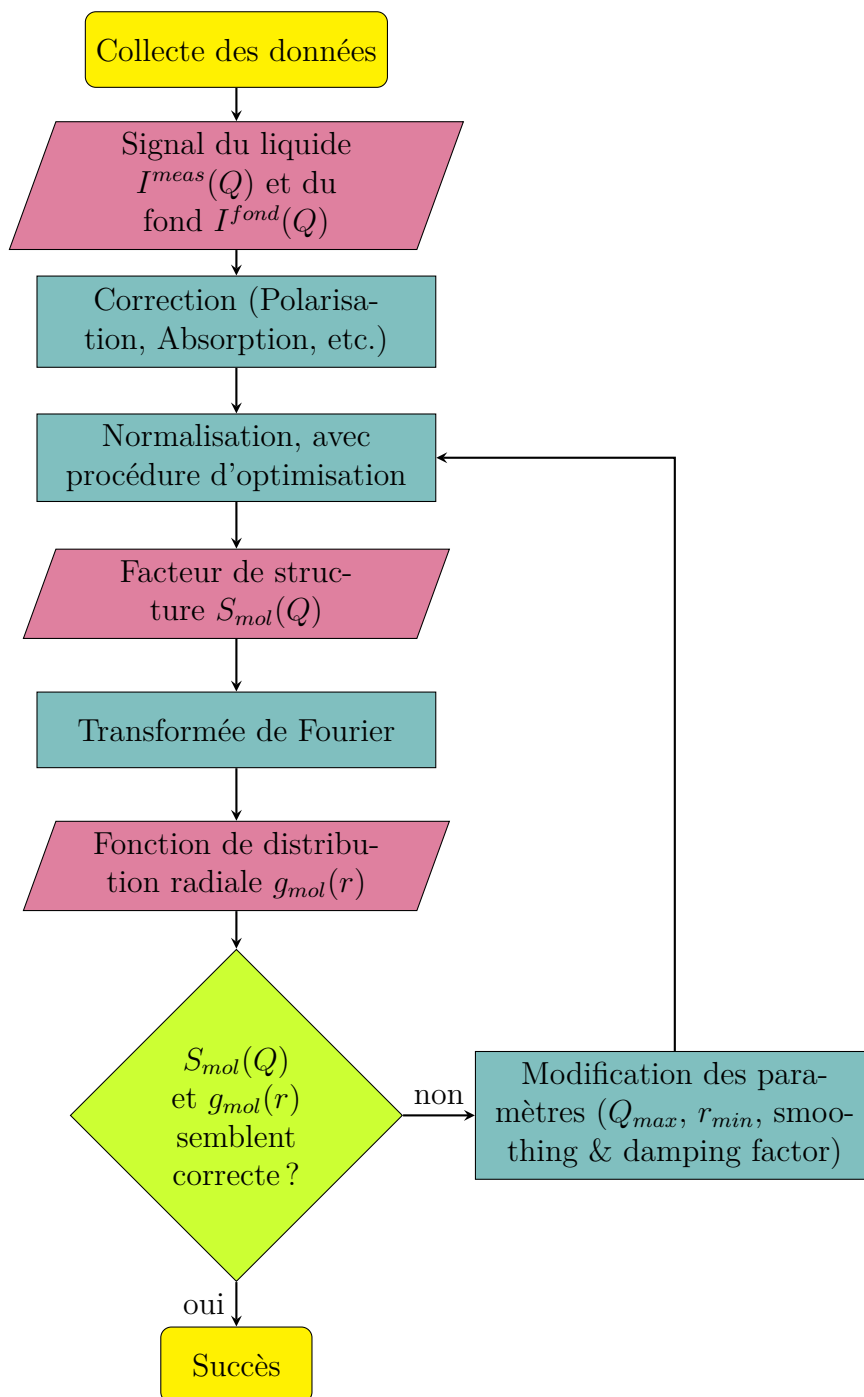 Collecte des données
Signal du liquide
I^{meas}(Q) et du
fond I^{fond}(Q)
Correction (Polarisa-
tion, Absorption, etc.)
Normalisation, avec
procédure d'optimisation
Facteur de struc-
ture S_{mol}(Q)
Transformée de Fourier
Fonction de distribu-
tion radiale g_{mol}(r)
S_{mol}(Q)
et g_{mol}(r)
semblent
correcte ?
non
Modification des para-
mètres (Q_{max}, r_{min}, smoo-
thing & damping factor)
oui
Succès